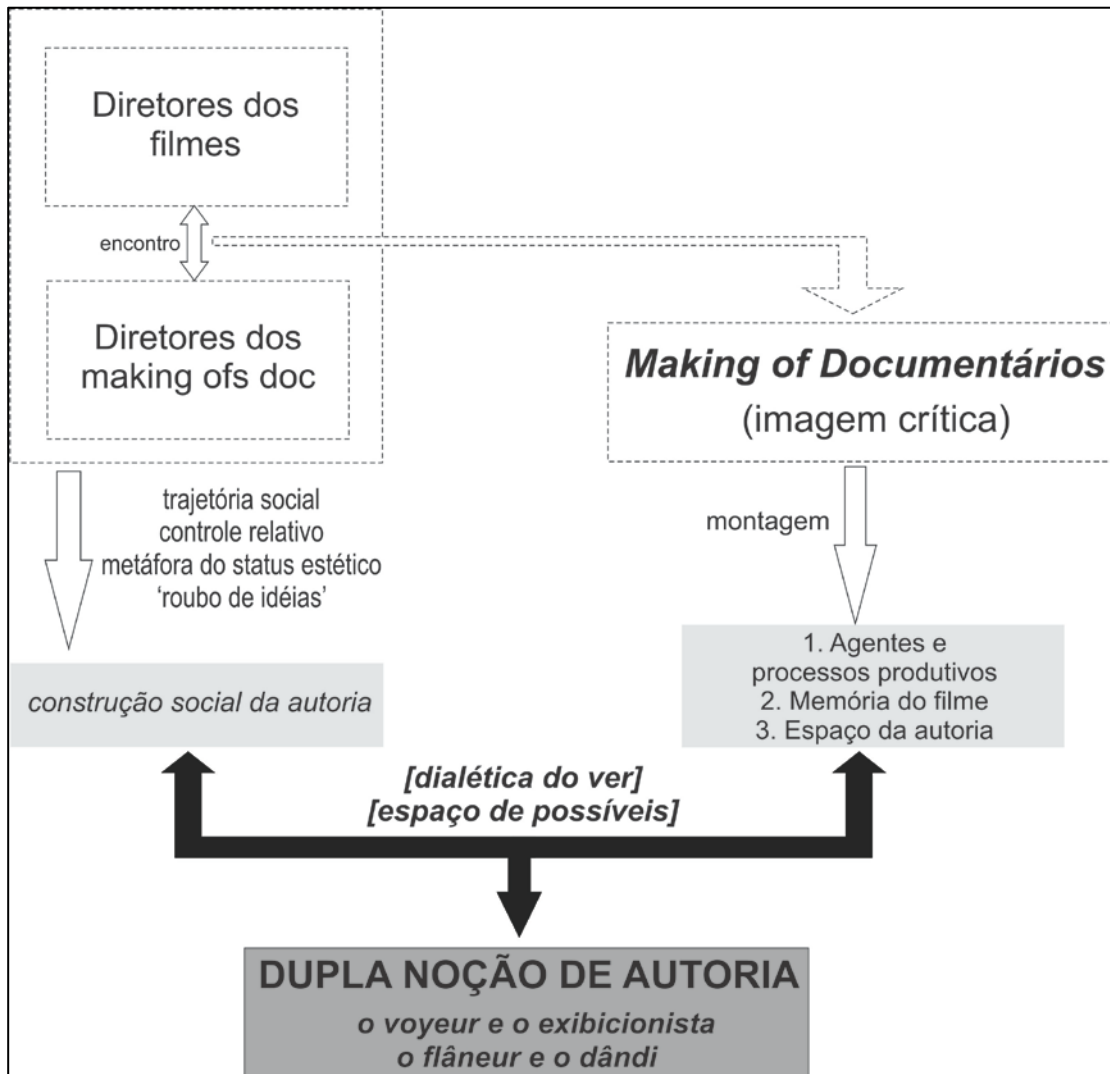 Diretores dos
filmes
encontro
Diretores dos
making ofs doc
Making of Documentários
(imagem crítica)
trajetória social
controle relativo
metáfora do status estético
‘roubo de idéias’
montagem
construção social da autoria
1. Agentes e
processos produtivos
2. Memória do filme
3. Espaço da autoria
[dialética do ver]
[espaço de possíveis]
DUPLA NOÇÃO DE AUTORIA
o voyeur e o exibicionista
o flâneur e o dândi